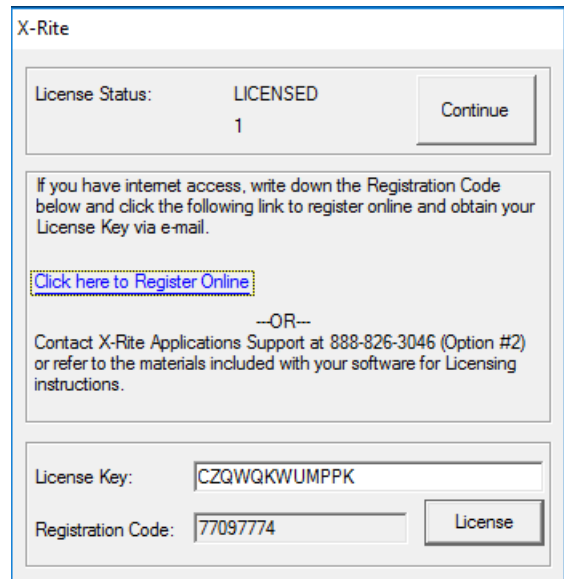 X-Rite
License Status: LICENSED
1
Continue
If you have internet access, write down the Registration Code
below and click the following link to register online and obtain your
License Key via e-mail.
Click here to Register Online
---OR---
Contact X-Rite Applications Support at 888-826-3046 (Option #2)
or refer to the materials included with your software for Licensing
instructions.
License Key: CZQWQKWUMPPK
Registration Code: 77097774
License